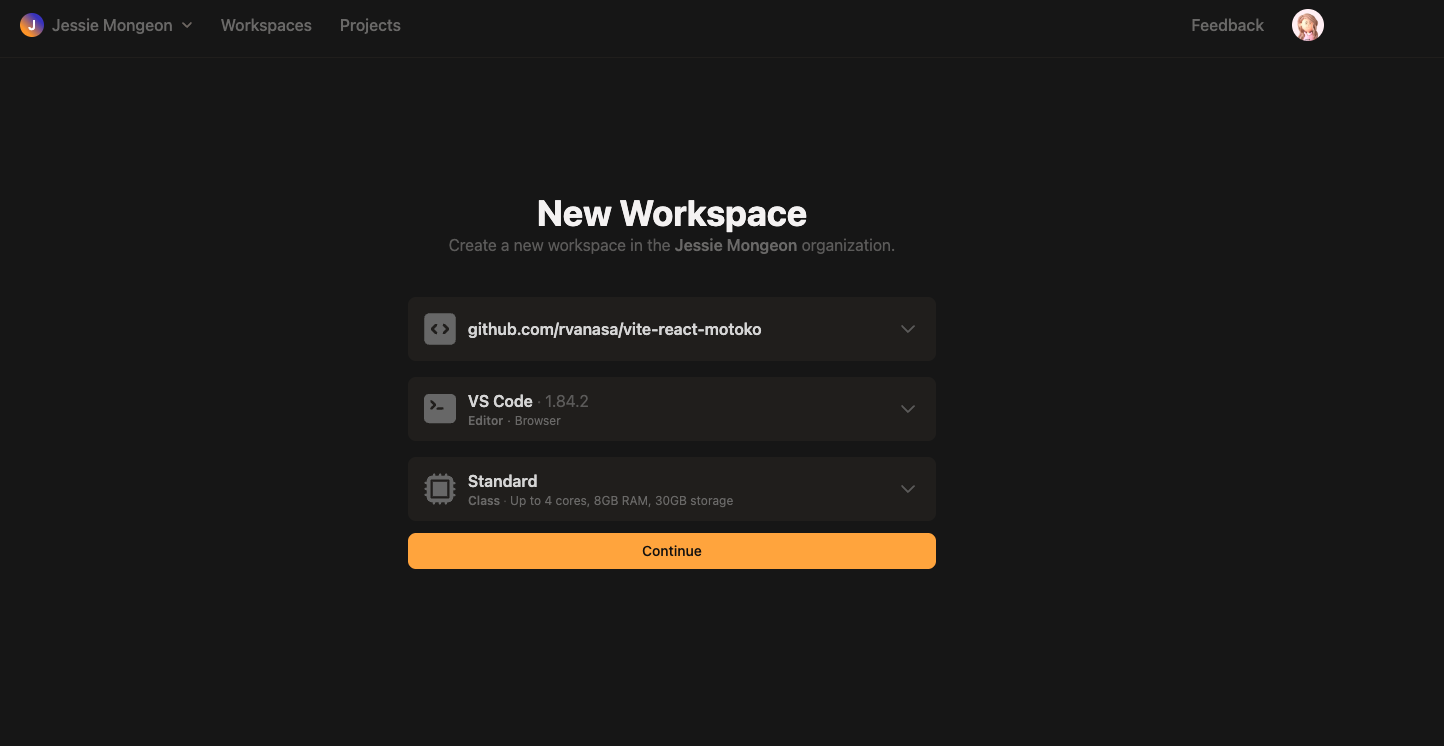 J Jessie Mongeon Workspaces Projects Feedback
New Workspace
Create a new workspace in the Jessie Mongeon organization.
github.com/rvanasa/vite-react-motoko
VS Code · 1.84.2
Editor · Browser
Standard
Class · Up to 4 cores, 8GB RAM, 30GB storage
Continue